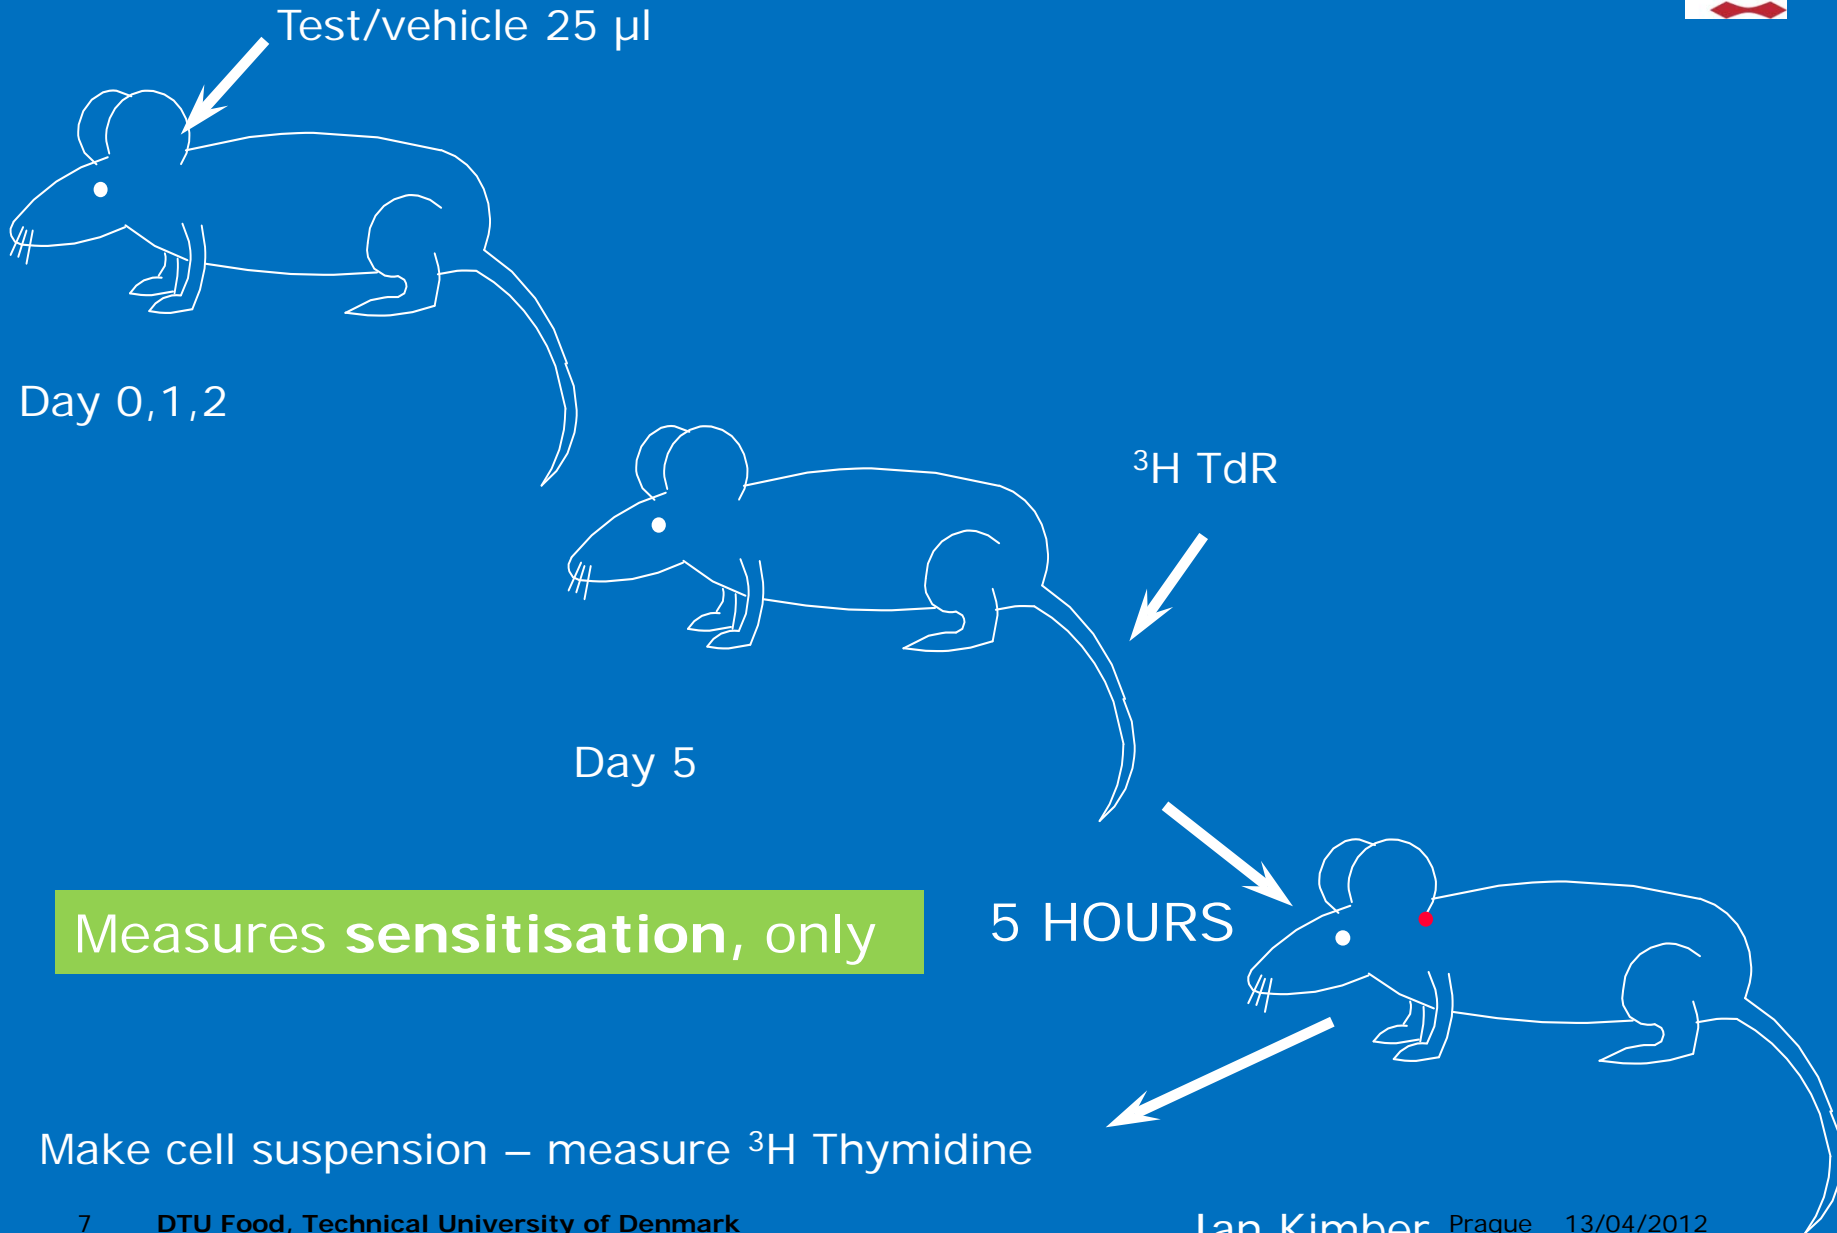 Test/vehicle 25 µl
Day 0,1,2
³H TdR
Day 5
Measures sensitisation, only
5 HOURS
Make cell suspension – measure ³H Thymidine
7 DTU Food, Technical University of Denmark
Ian Kimber Prague 13/04/2012